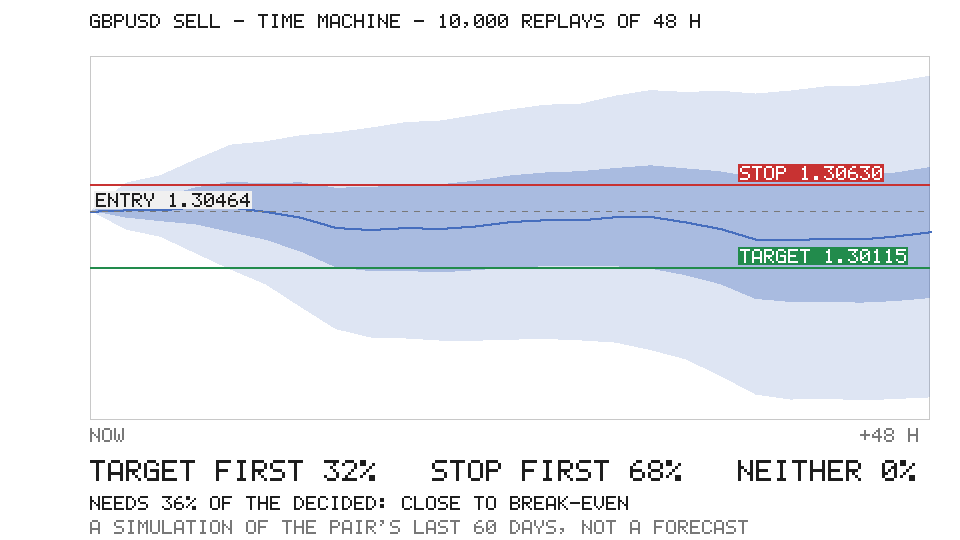 GBPUSD SELL - TIME MACHINE - 10,000 REPLAYS OF 48 H
STOP 1.30630
ENTRY 1.30464
TARGET 1.30115
NOW +48 H
TARGET FIRST 32% STOP FIRST 68% NEITHER 0%
NEEDS 36% OF THE DECIDED: CLOSE TO BREAK-EVEN
A SIMULATION OF THE PAIR'S LAST 60 DAYS, NOT A FORECAST